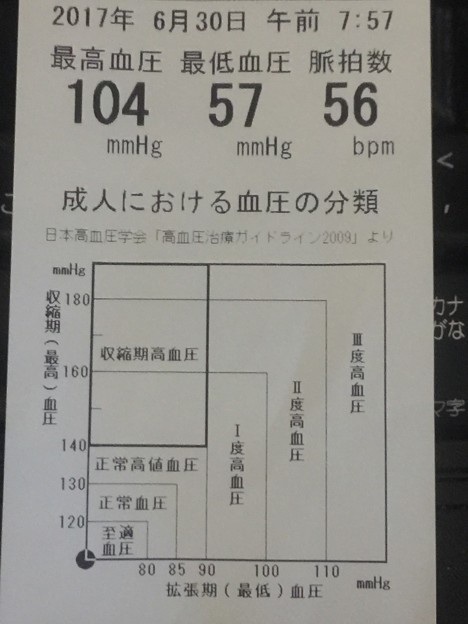 2017年 6月30日 午前 7:57
最高血圧 最低血圧 脈拍数
104 57 56
mmHg mmHg bpm
成人における血圧の分類
日本高血圧学会「高血圧治療ガイドライン2009」より
mmHg
収縮期(最高)血圧
180
160
140
130
120
収縮期高血圧
正常高値血圧
正常血圧
至適
血圧
Ⅰ度高血圧
Ⅱ度高血圧
Ⅲ度高血圧
80 85 90 100 110 mmHg
拡張期(最低)血圧
カナ
がな
マ字